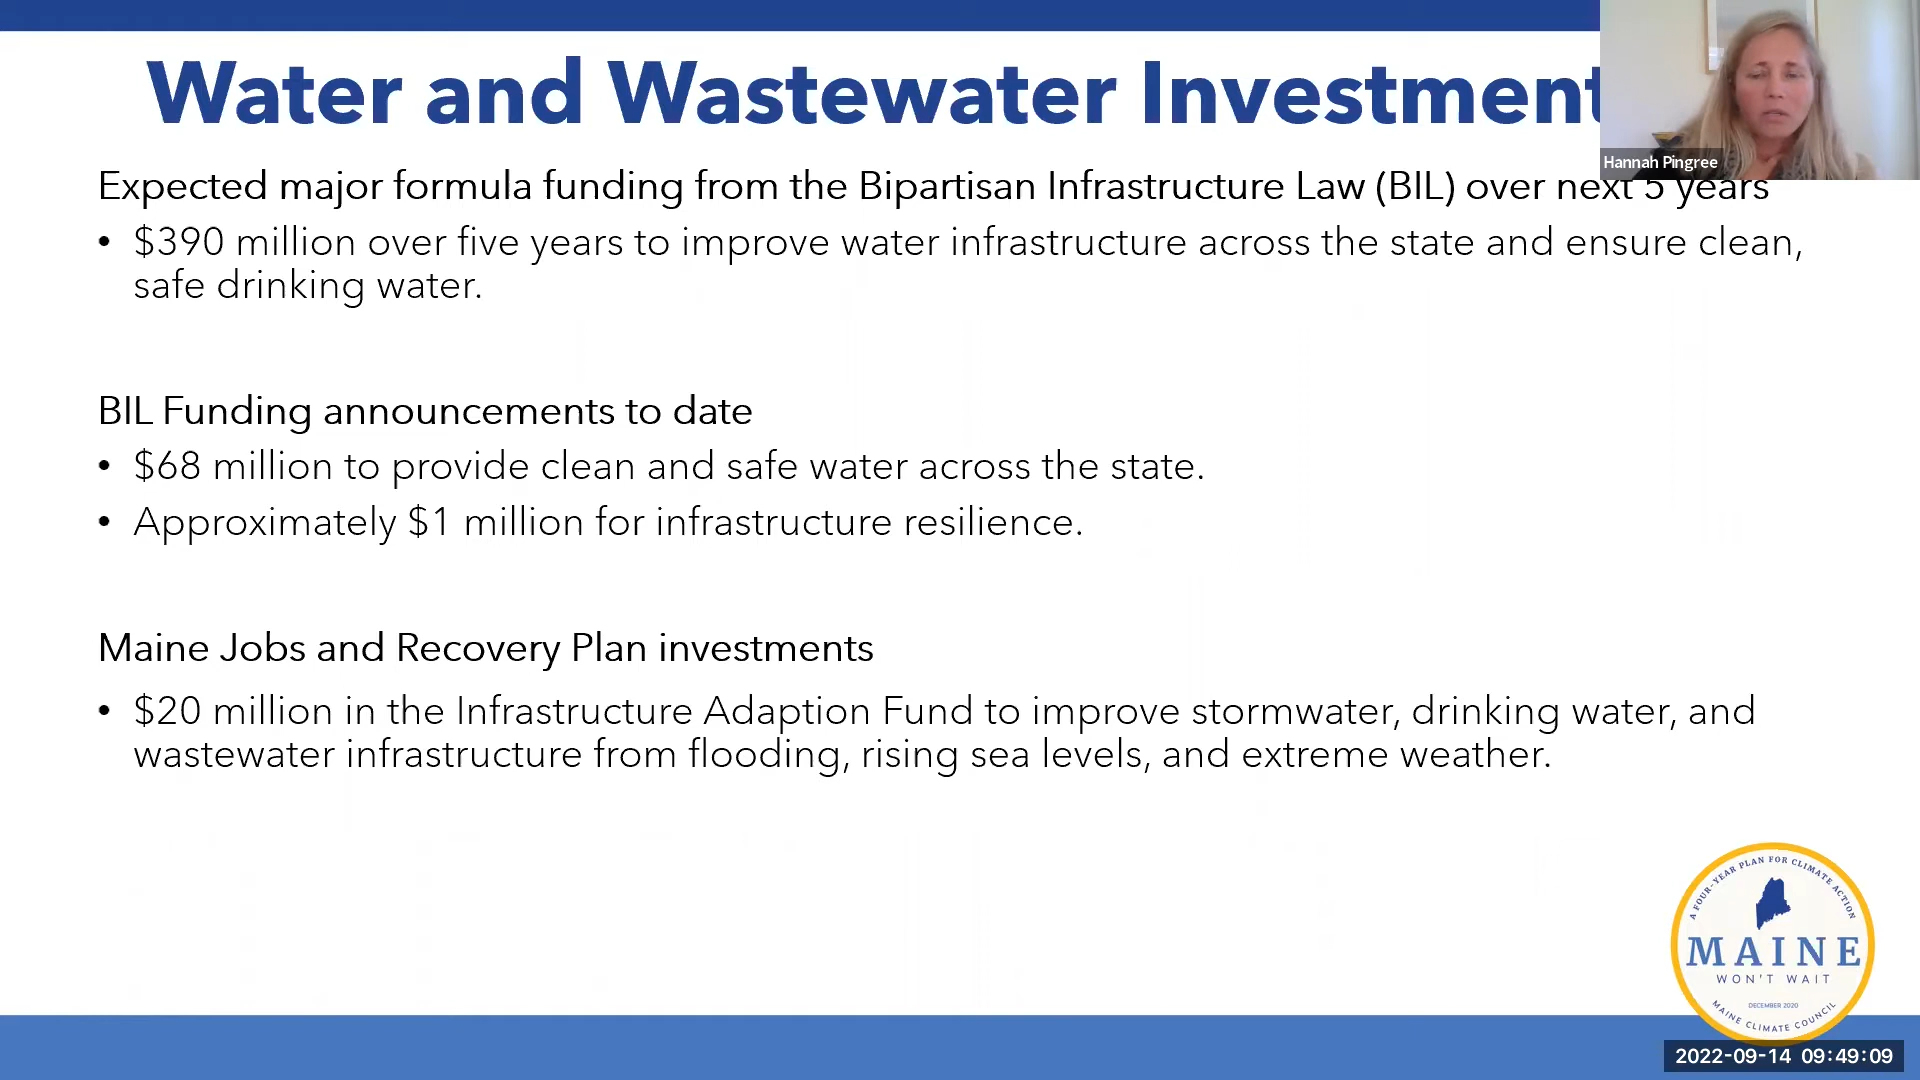 Water and Wastewater Investment
Hannah Pingree
Expected major formula funding from the Bipartisan Infrastructure Law (BIL) over next 5 years
• $390 million over five years to improve water infrastructure across the state and ensure clean,
safe drinking water.
BIL Funding announcements to date
• $68 million to provide clean and safe water across the state.
• Approximately $1 million for infrastructure resilience.
Maine Jobs and Recovery Plan investments
• $20 million in the Infrastructure Adaption Fund to improve stormwater, drinking water, and
wastewater infrastructure from flooding, rising sea levels, and extreme weather.
A FOUR-YEAR PLAN FOR CLIMATE ACTION
MAINE
WON'T WAIT
DECEMBER 2020
MAINE CLIMATE COUNCIL
2022-09-14 09:49:09